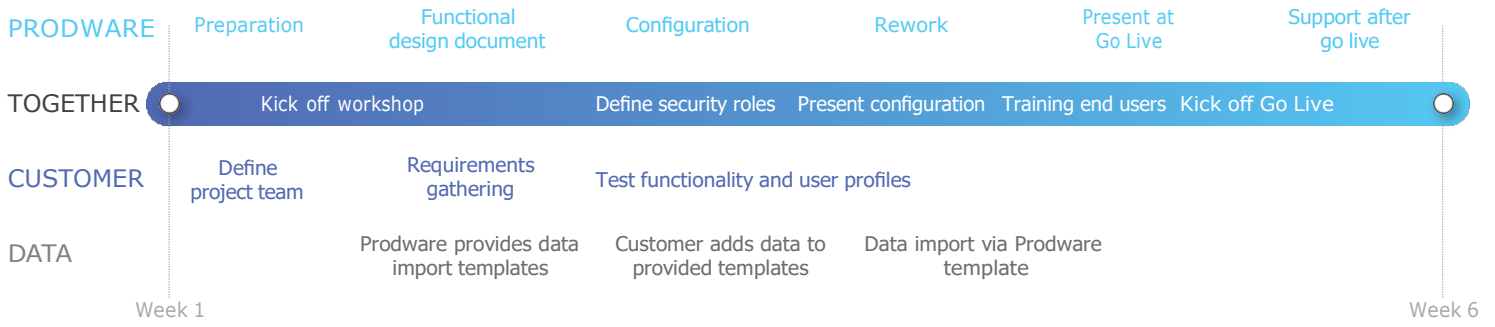 PRODWARE
Preparation
Functional
design document
Configuration
Rework
Present at
Go Live
Support after
go live
TOGETHER
Kick off workshop
Define security roles
Present configuration
Training end users
Kick off Go Live
CUSTOMER
Define
project team
Requirements
gathering
Test functionality and user profiles
DATA
Prodware provides data
import templates
Customer adds data to
provided templates
Data import via Prodware
template
Week 1
Week 6